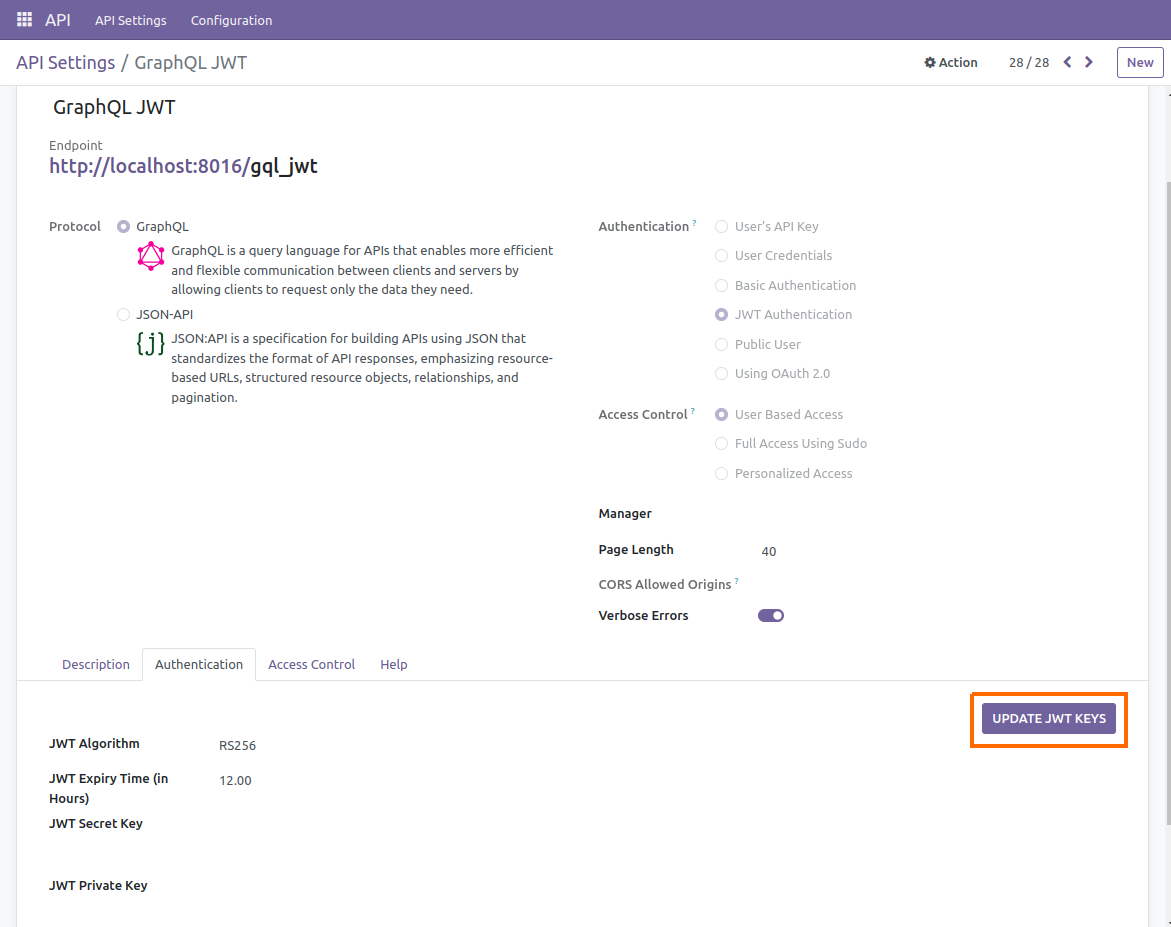 API API Settings Configuration
API Settings / GraphQL JWT Action 28 / 28 New
GraphQL JWT
Endpoint
http://localhost:8016/gql_jwt
Protocol
GraphQL
GraphQL is a query language for APIs that enables more efficient
and flexible communication between clients and servers by
allowing clients to request only the data they need.
JSON-API
{j}
JSON:API is a specification for building APIs using JSON that
standardizes the format of API responses, emphasizing resource-
based URLs, structured resource objects, relationships, and
pagination.
Authentication ?
User's API Key
User Credentials
Basic Authentication
JWT Authentication
Public User
Using OAuth 2.0
Access Control ?
User Based Access
Full Access Using Sudo
Personalized Access
Manager
Page Length 40
CORS Allowed Origins ?
Verbose Errors
Description Authentication Access Control Help
UPDATE JWT KEYS
JWT Algorithm RS256
JWT Expiry Time (in 12.00
Hours)
JWT Secret Key
JWT Private Key